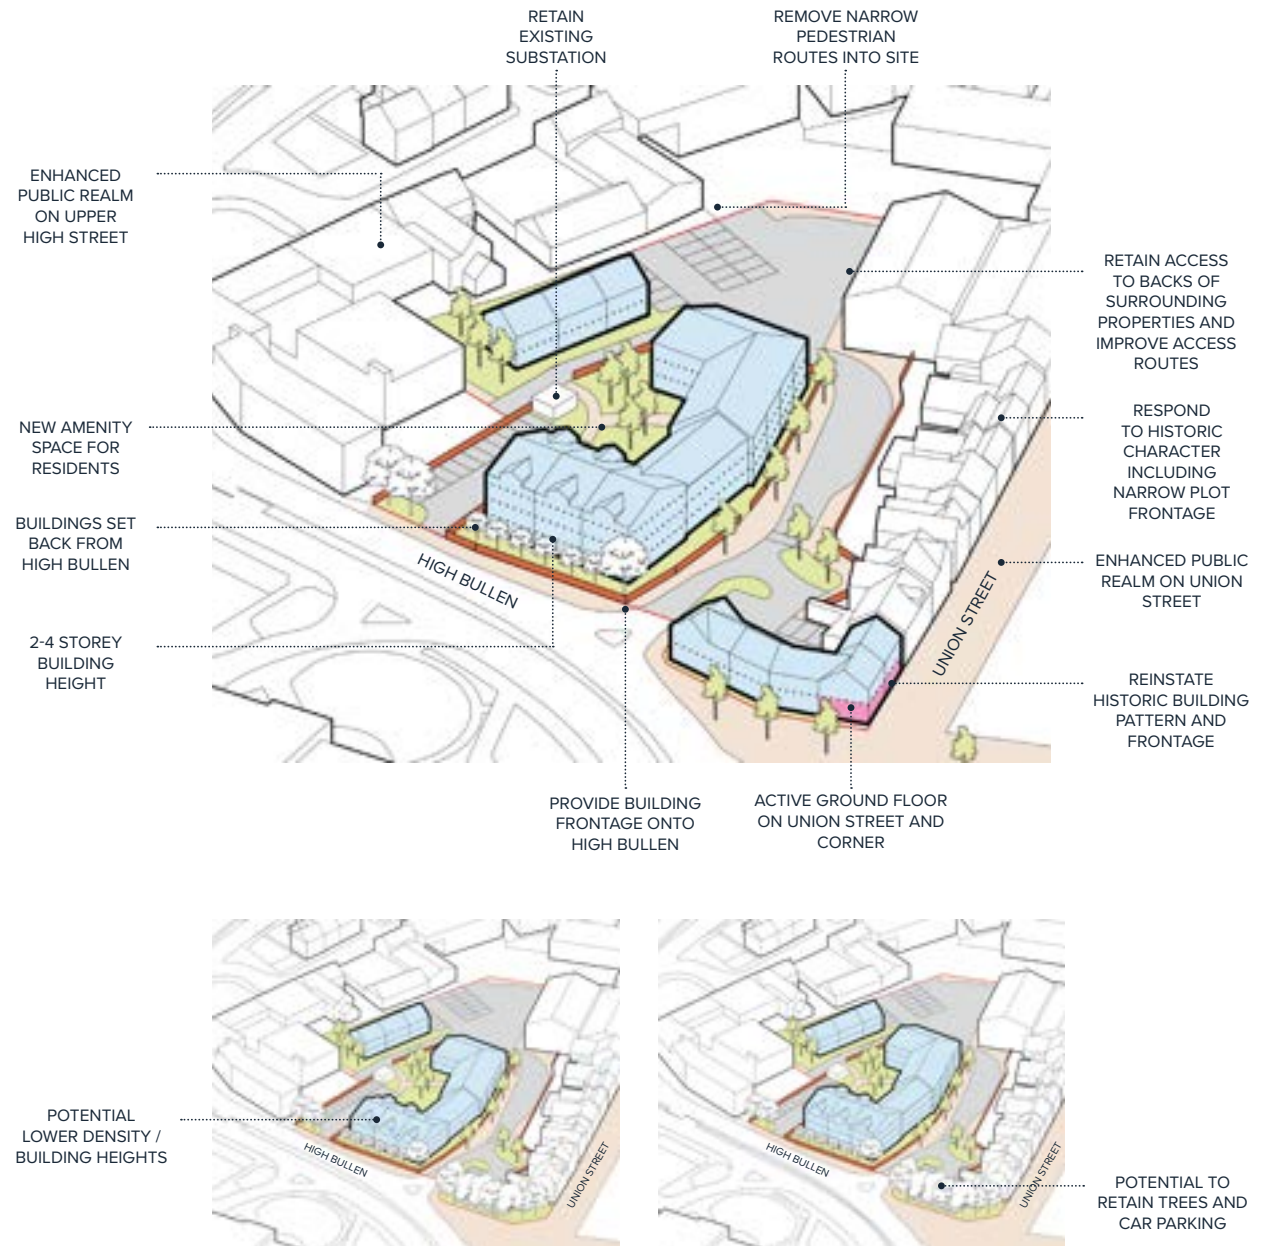 RETAIN
EXISTING
SUBSTATION
REMOVE NARROW
PEDESTRIAN
ROUTES INTO SITE
ENHANCED
PUBLIC REALM
ON UPPER
HIGH STREET
RETAIN ACCESS
TO BACKS OF
SURROUNDING
PROPERTIES AND
IMPROVE ACCESS
ROUTES
NEW AMENITY
SPACE FOR
RESIDENTS
RESPOND
TO HISTORIC
CHARACTER
INCLUDING
NARROW PLOT
FRONTAGE
BUILDINGS SET
BACK FROM
HIGH BULLEN
HIGH BULLEN
ENHANCED PUBLIC
REALM ON UNION
STREET
UNION STREET
2-4 STOREY
BUILDING
HEIGHT
REINSTATE
HISTORIC BUILDING
PATTERN AND
FRONTAGE
PROVIDE BUILDING
FRONTAGE ONTO
HIGH BULLEN
ACTIVE GROUND FLOOR
ON UNION STREET AND
CORNER
POTENTIAL
LOWER DENSITY /
BUILDING HEIGHTS
HIGH BULLEN
UNION STREET
HIGH BULLEN
UNION STREET
POTENTIAL TO
RETAIN TREES AND
CAR PARKING